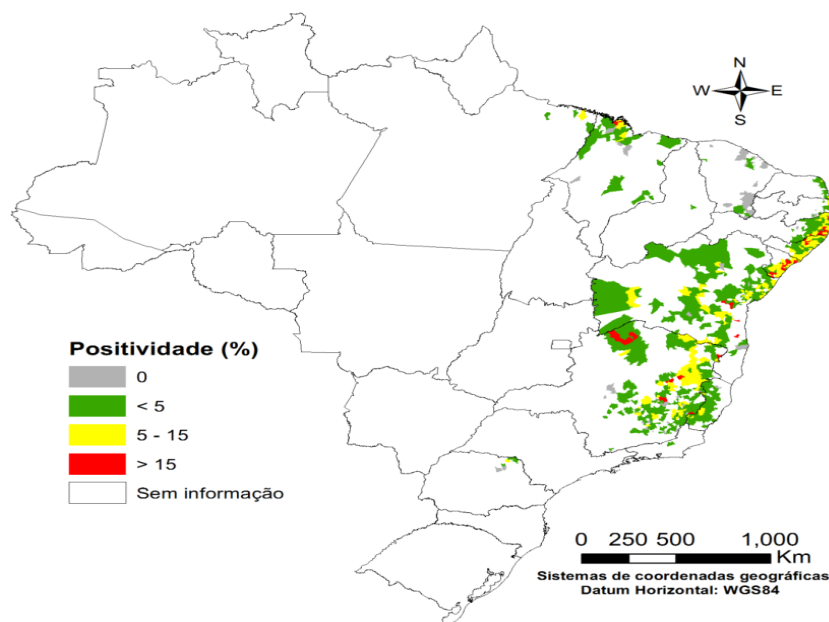 N
W E
S
Positividade (%)
0
< 5
5 - 15
> 15
Sem informação
0 250 500 1,000
Km
Sistemas de coordenadas geográficas
Datum Horizontal: WGS84